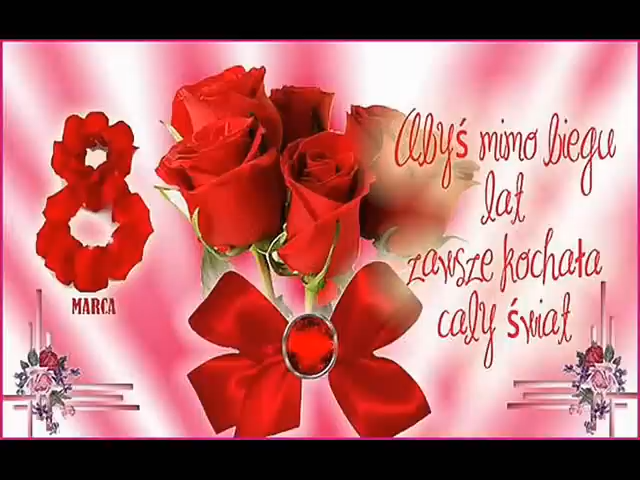 8
MARCA
Abyś mimo biegu
lat
zawsze kochała
cały świat